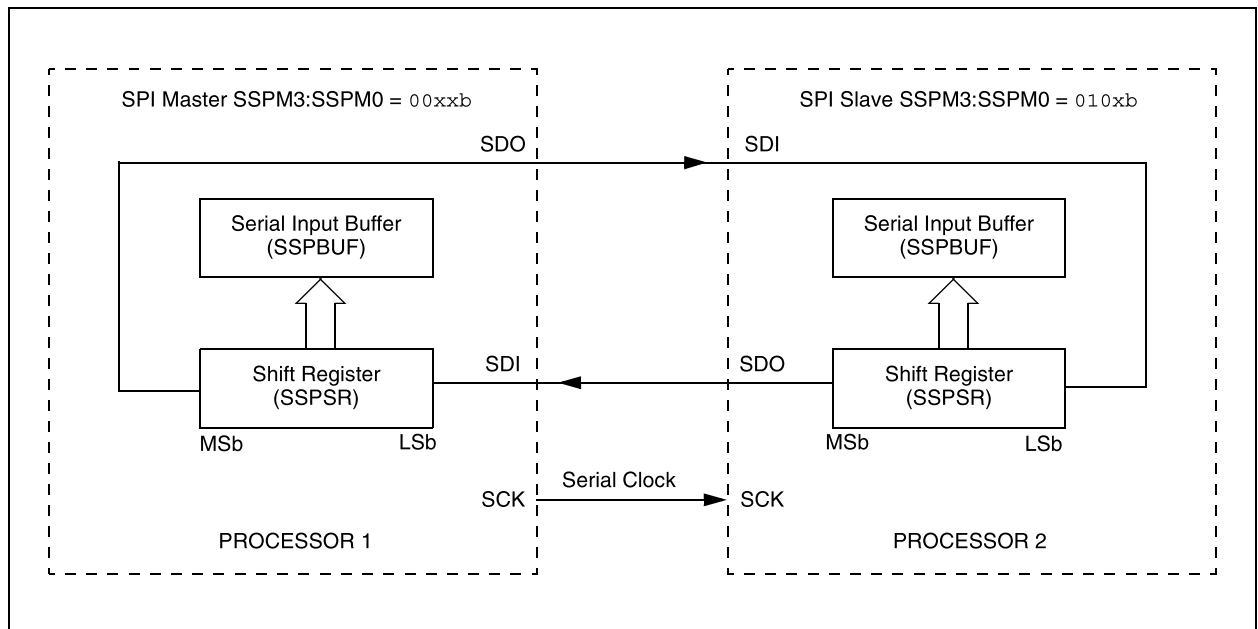 SPI Master SSPM3:SSPM0 = 00xxb
SPI Slave SSPM3:SSPM0 = 010xb
SDO
SDI
Serial Input Buffer
(SSPBUF)
Serial Input Buffer
(SSPBUF)
Shift Register
(SSPSR)
SDI
SDO
Shift Register
(SSPSR)
MSb
LSb
MSb
LSb
Serial Clock
SCK
SCK
PROCESSOR 1
PROCESSOR 2